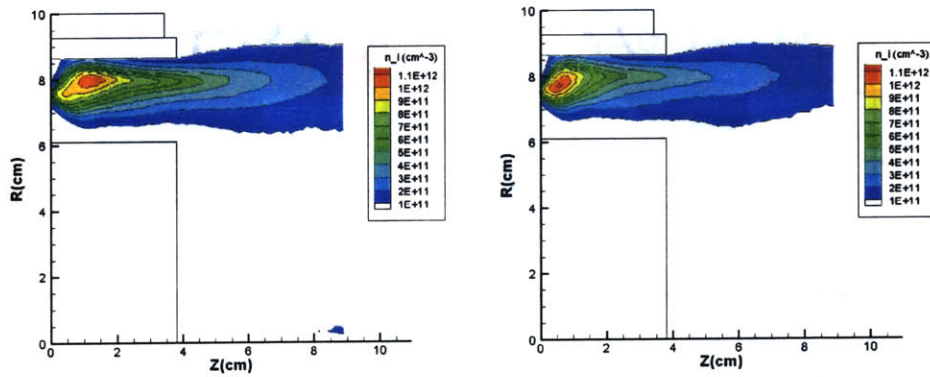 10
8
6
4
2
0
R(cm)
0 2 4 6 8 10
Z(cm)
n_i (cm^-3)
1.1E+12
1E+12
9E+11
8E+11
7E+11
6E+11
5E+11
4E+11
3E+11
2E+11
1E+11
10
8
6
4
2
0
R(cm)
0 2 4 6 8 10
Z(cm)
n_i (cm^-3)
1.1E+12
1E+12
9E+11
8E+11
7E+11
6E+11
5E+11
4E+11
3E+11
2E+11
1E+11